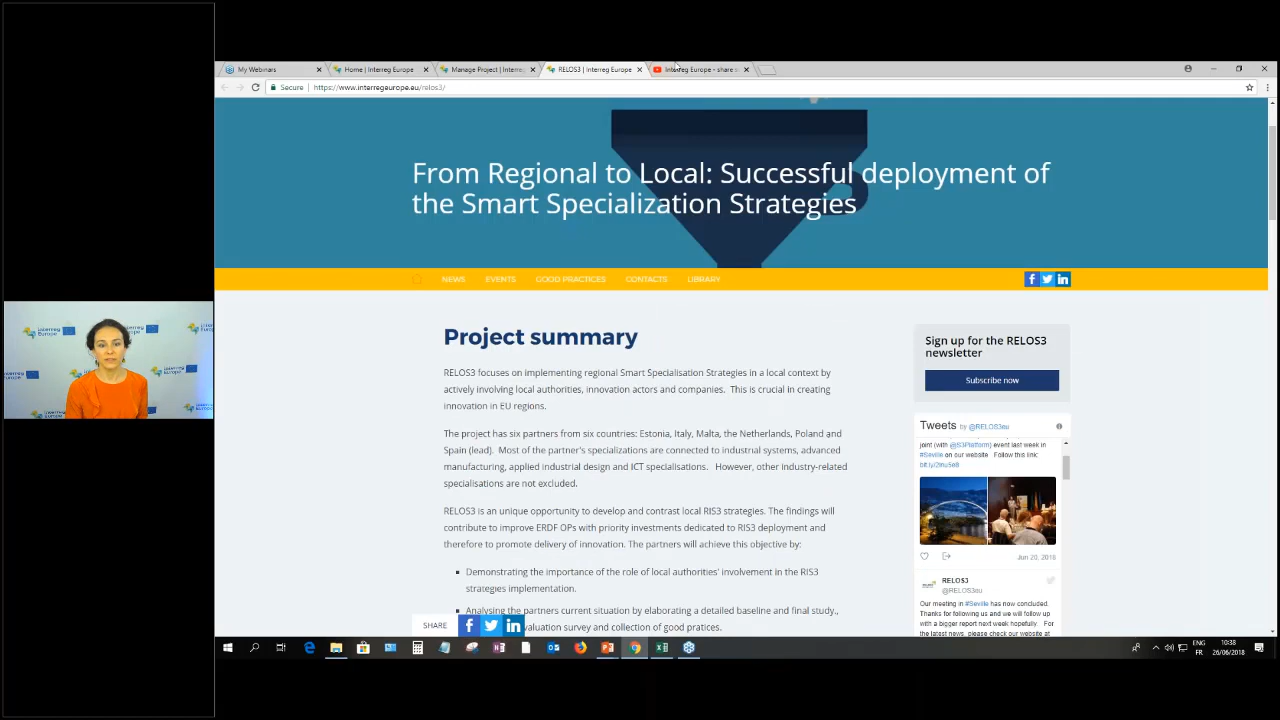 My Webinars
Home | Interreg Europe
Manage Project | Interre
RELOS3 | Interreg Europe
Interreg Europe - share s
Secure
https://www.interregeurope.eu/relos3/
From Regional to Local: Successful deployment of
the Smart Specialization Strategies
NEWS
EVENTS
GOOD PRACTICES
CONTACTS
LIBRARY
Project summary
RELOS3 focuses on implementing regional Smart Specialisation Strategies in a local context by
actively involving local authorities, innovation actors and companies. This is crucial in creating
innovation in EU regions.
The project has six partners from six countries: Estonia, Italy, Malta, the Netherlands, Poland and
Spain (lead). Most of the partner's specializations are connected to industrial systems, advanced
manufacturing, applied industrial design and ICT specialisations. However, other industry-related
specialisations are not excluded.
RELOS3 is an unique opportunity to develop and contrast local RIS3 strategies. The findings will
contribute to improve ERDF OPs with priority investments dedicated to RIS3 deployment and
therefore to promote delivery of innovation. The partners will achieve this objective by:
Demonstrating the importance of the role of local authorities' involvement in the RIS3
strategies implementation.
Analysing the partners current situation by elaborating a detailed baseline and final study.,
valuation survey and collection of good pratices.
SHARE
Sign up for the RELOS3
newsletter
Subscribe now
Tweets by @RELOS3eu
joint (with @S3Platform) event last week in
#Seville on our website Follow this link:
Jun 20, 2018
RELOS3
@RELOS3eu
Our meeting in #Seville has now concluded.
Thanks for following us and we will follow up
with a bigger report next week hopefully. For
the latest news, please check our website at
Interreg
Europe
ENG
FR
10:38
26/06/2018